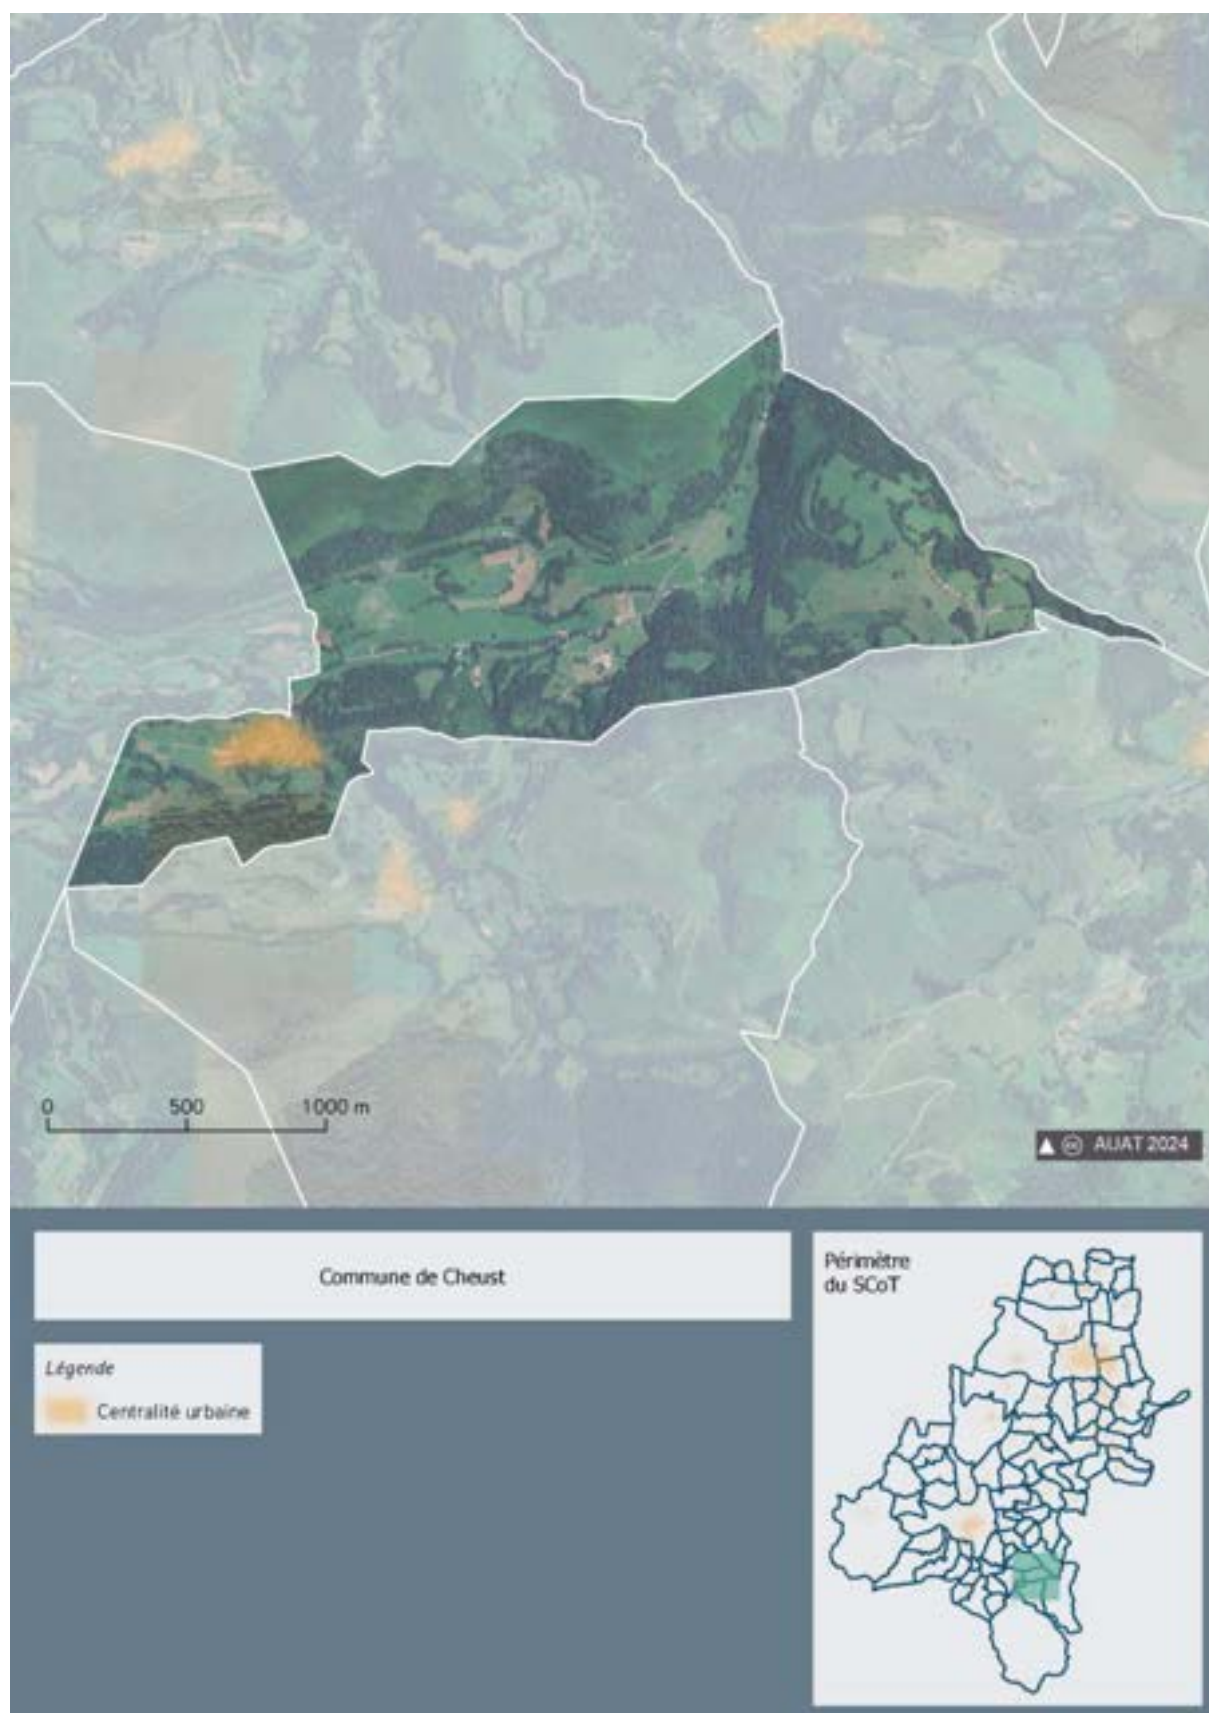 0 500 1000 m
AUAT 2024
Commune de Cheust
Périmètre
du SCoT
Légende
Centralité urbaine